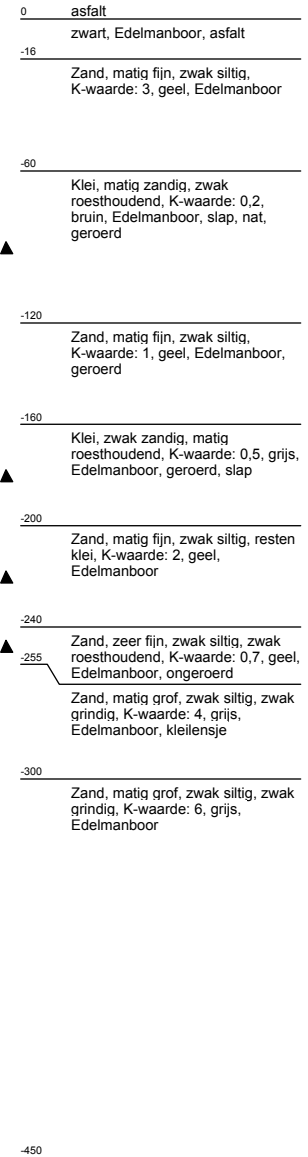 0 asfalt
zwart, Edelmanboor, asfalt
-16
Zand, matig fijn, zwak siltig,
K-waarde: 3, geel, Edelmanboor
-60
Klei, matig zandig, zwak
roesthoudend, K-waarde: 0,2,
bruin, Edelmanboor, slap, nat,
geroerd
-120
Zand, matig fijn, zwak siltig,
K-waarde: 1, geel, Edelmanboor,
geroerd
-160
Klei, zwak zandig, matig
roesthoudend, K-waarde: 0,5, grijs,
Edelmanboor, geroerd, slap
-200
Zand, matig fijn, zwak siltig, resten
klei, K-waarde: 2, geel,
Edelmanboor
-240
Zand, zeer fijn, zwak siltig, zwak
-255 roesthoudend, K-waarde: 0,7, geel,
Edelmanboor, ongeroerd
Zand, matig grof, zwak siltig, zwak
grindig, K-waarde: 4, grijs,
Edelmanboor, kleilensje
-300
Zand, matig grof, zwak siltig, zwak
grindig, K-waarde: 6, grijs,
Edelmanboor
-450